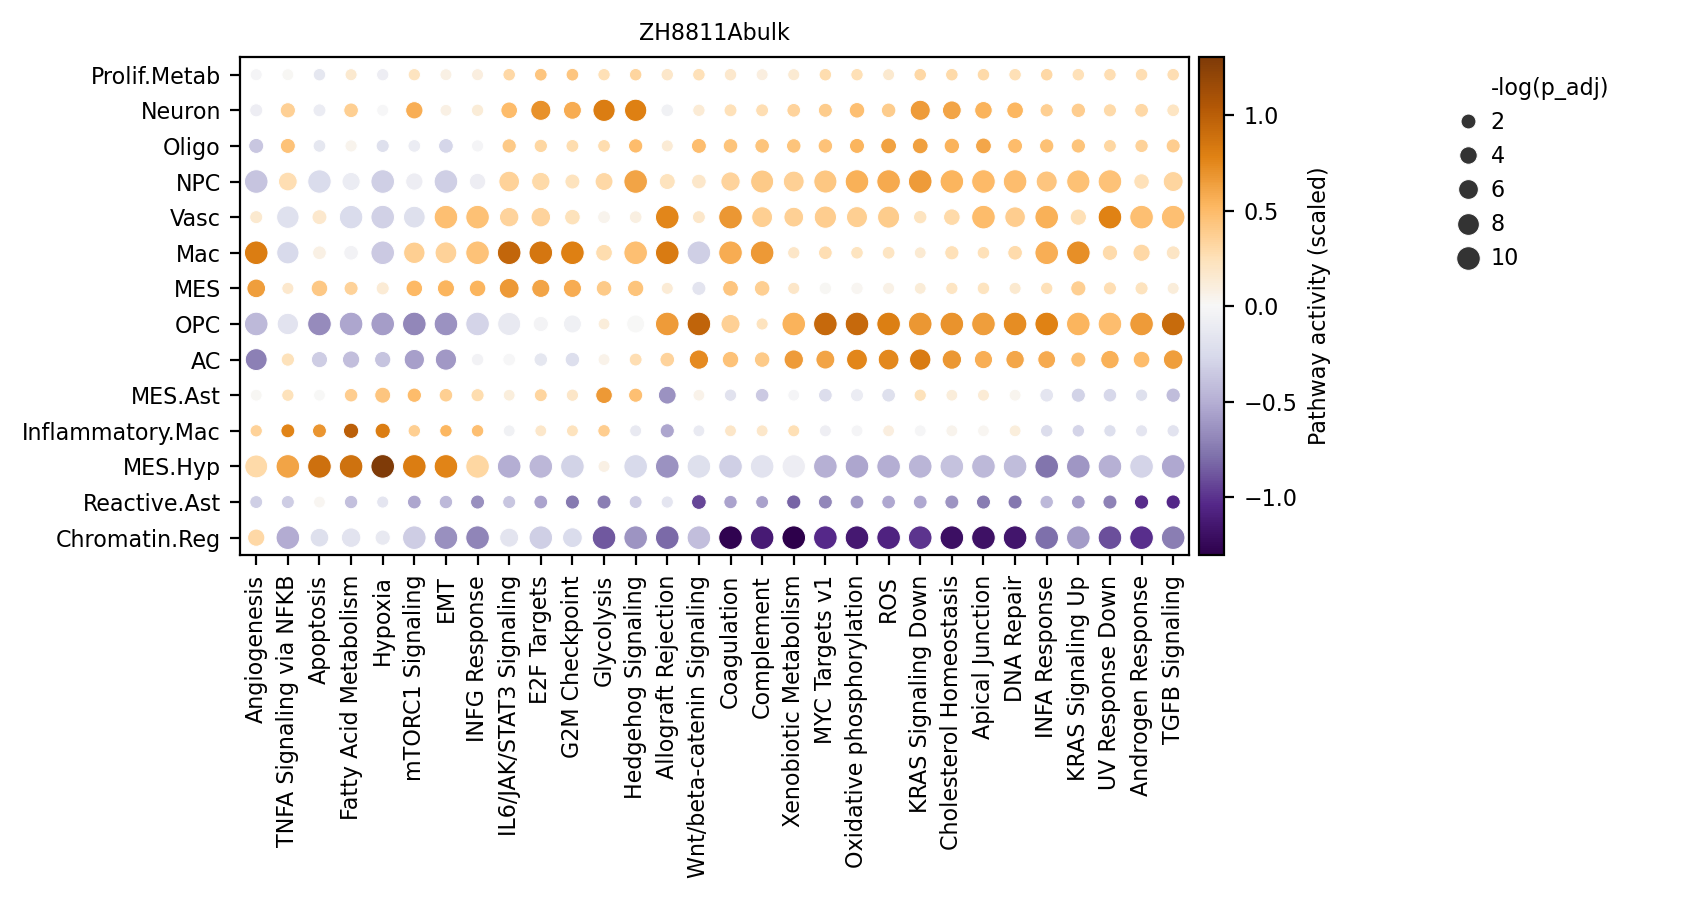 ZH8811Abulk
Prolif.Metab
Neuron
Oligo
NPC
Vasc
Mac
MES
OPC
AC
MES.Ast
Inflammatory.Mac
MES.Hyp
Reactive.Ast
Chromatin.Reg
Angiogenesis
TNFA Signaling via NFKB
Apoptosis
Fatty Acid Metabolism
Hypoxia
mTORC1 Signaling
EMT
INFG Response
IL6/JAK/STAT3 Signaling
E2F Targets
G2M Checkpoint
Glycolysis
Hedgehog Signaling
Allograft Rejection
Wnt/beta-catenin Signaling
Coagulation
Complement
Xenobiotic Metabolism
MYC Targets v1
Oxidative phosphorylation
ROS
KRAS Signaling Down
Cholesterol Homeostasis
Apical Junction
DNA Repair
INFA Response
KRAS Signaling Up
UV Response Down
Androgen Response
TGFB Signaling
1.0
0.5
0.0
−0.5
−1.0
Pathway activity (scaled)
-log(p_adj)
2
4
6
8
10